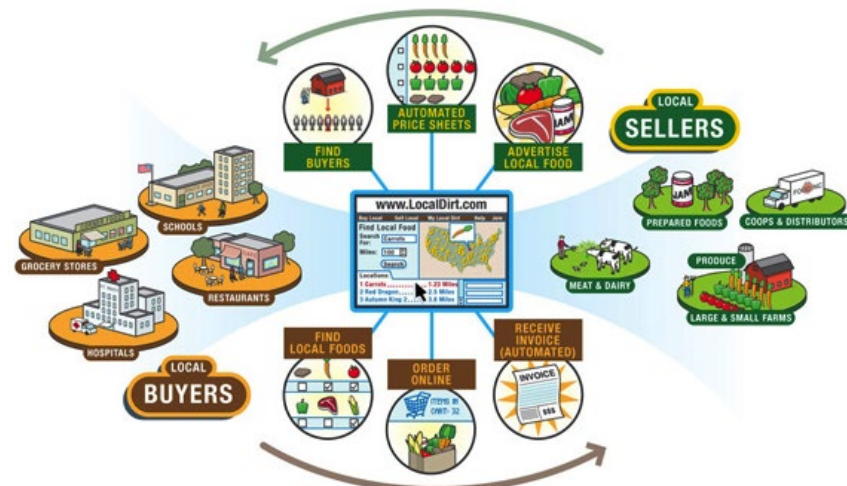 AUTOMATED
PRICE SHEETS
FIND
BUYERS
ADVERTISE
LOCAL FOOD
JAM
LOCAL
SELLERS
SCHOOLS
GROCERY STORES
RESTAURANTS
HOSPITALS
LOCAL
BUYERS
www.LocalDirt.com
Buy Local Sell Local My Local Dirt Help Join
Find Local Food
Search
For: Carrots
Miles: 100
Search
Locations:
1 Carrots 1.23 Miles
2 Red Dragon 2.5 Miles
3 Autumn King 2 3.8 Miles
JAM
PREPARED FOODS
COOPS & DISTRIBUTORS
MEAT & DAIRY
PRODUCE
LARGE & SMALL FARMS
FIND
LOCAL FOODS
ORDER
ONLINE
ITEMS IN
CART: 32
RECEIVE
INVOICE
(AUTOMATED)
INVOICE
$$$